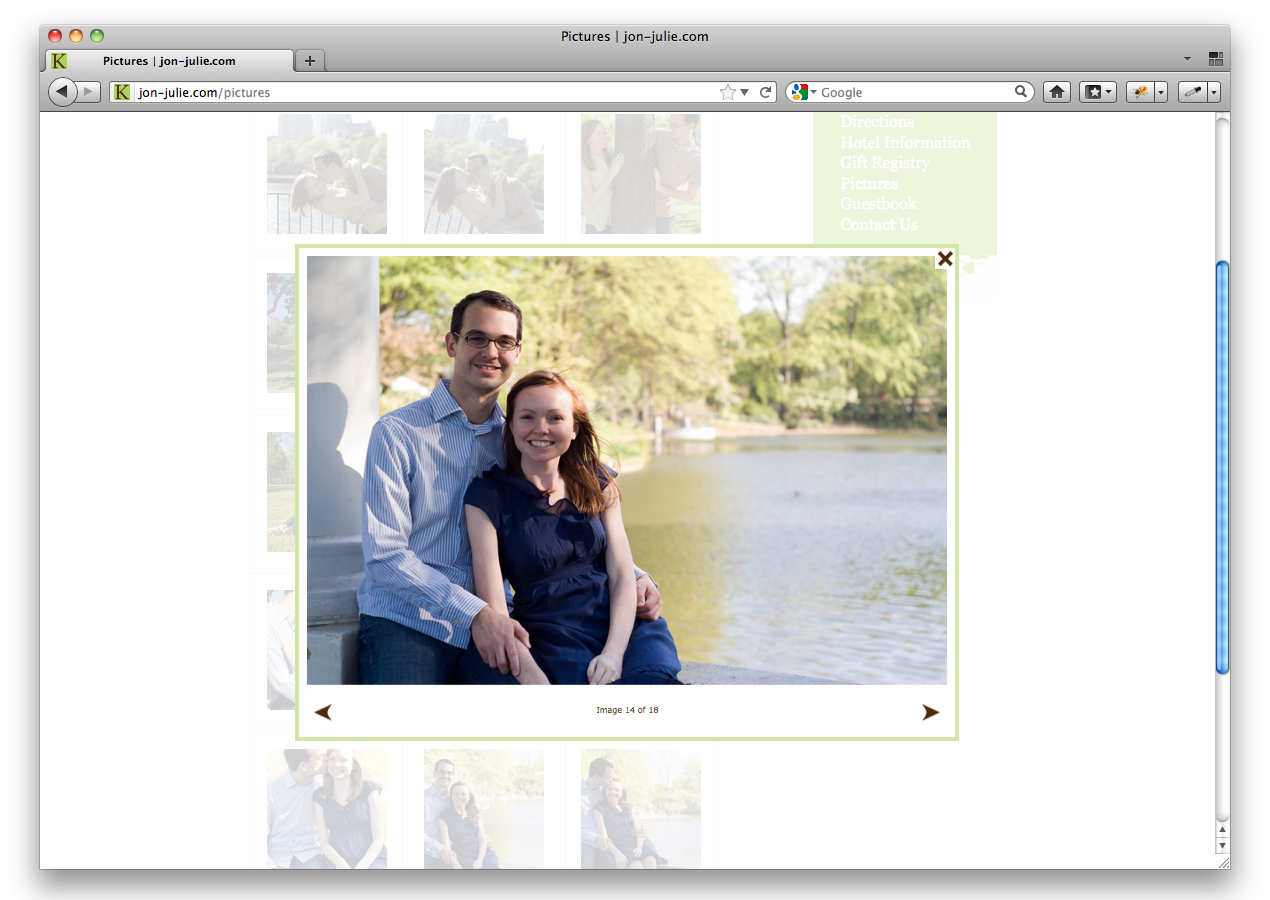 Pictures | jon-julie.com
K Pictures | jon-julie.com +
K jon-julie.com/pictures Google
Directions
Hotel Information
Gift Registry
Pictures
Guestbook
Contact Us
Image 14 of 18